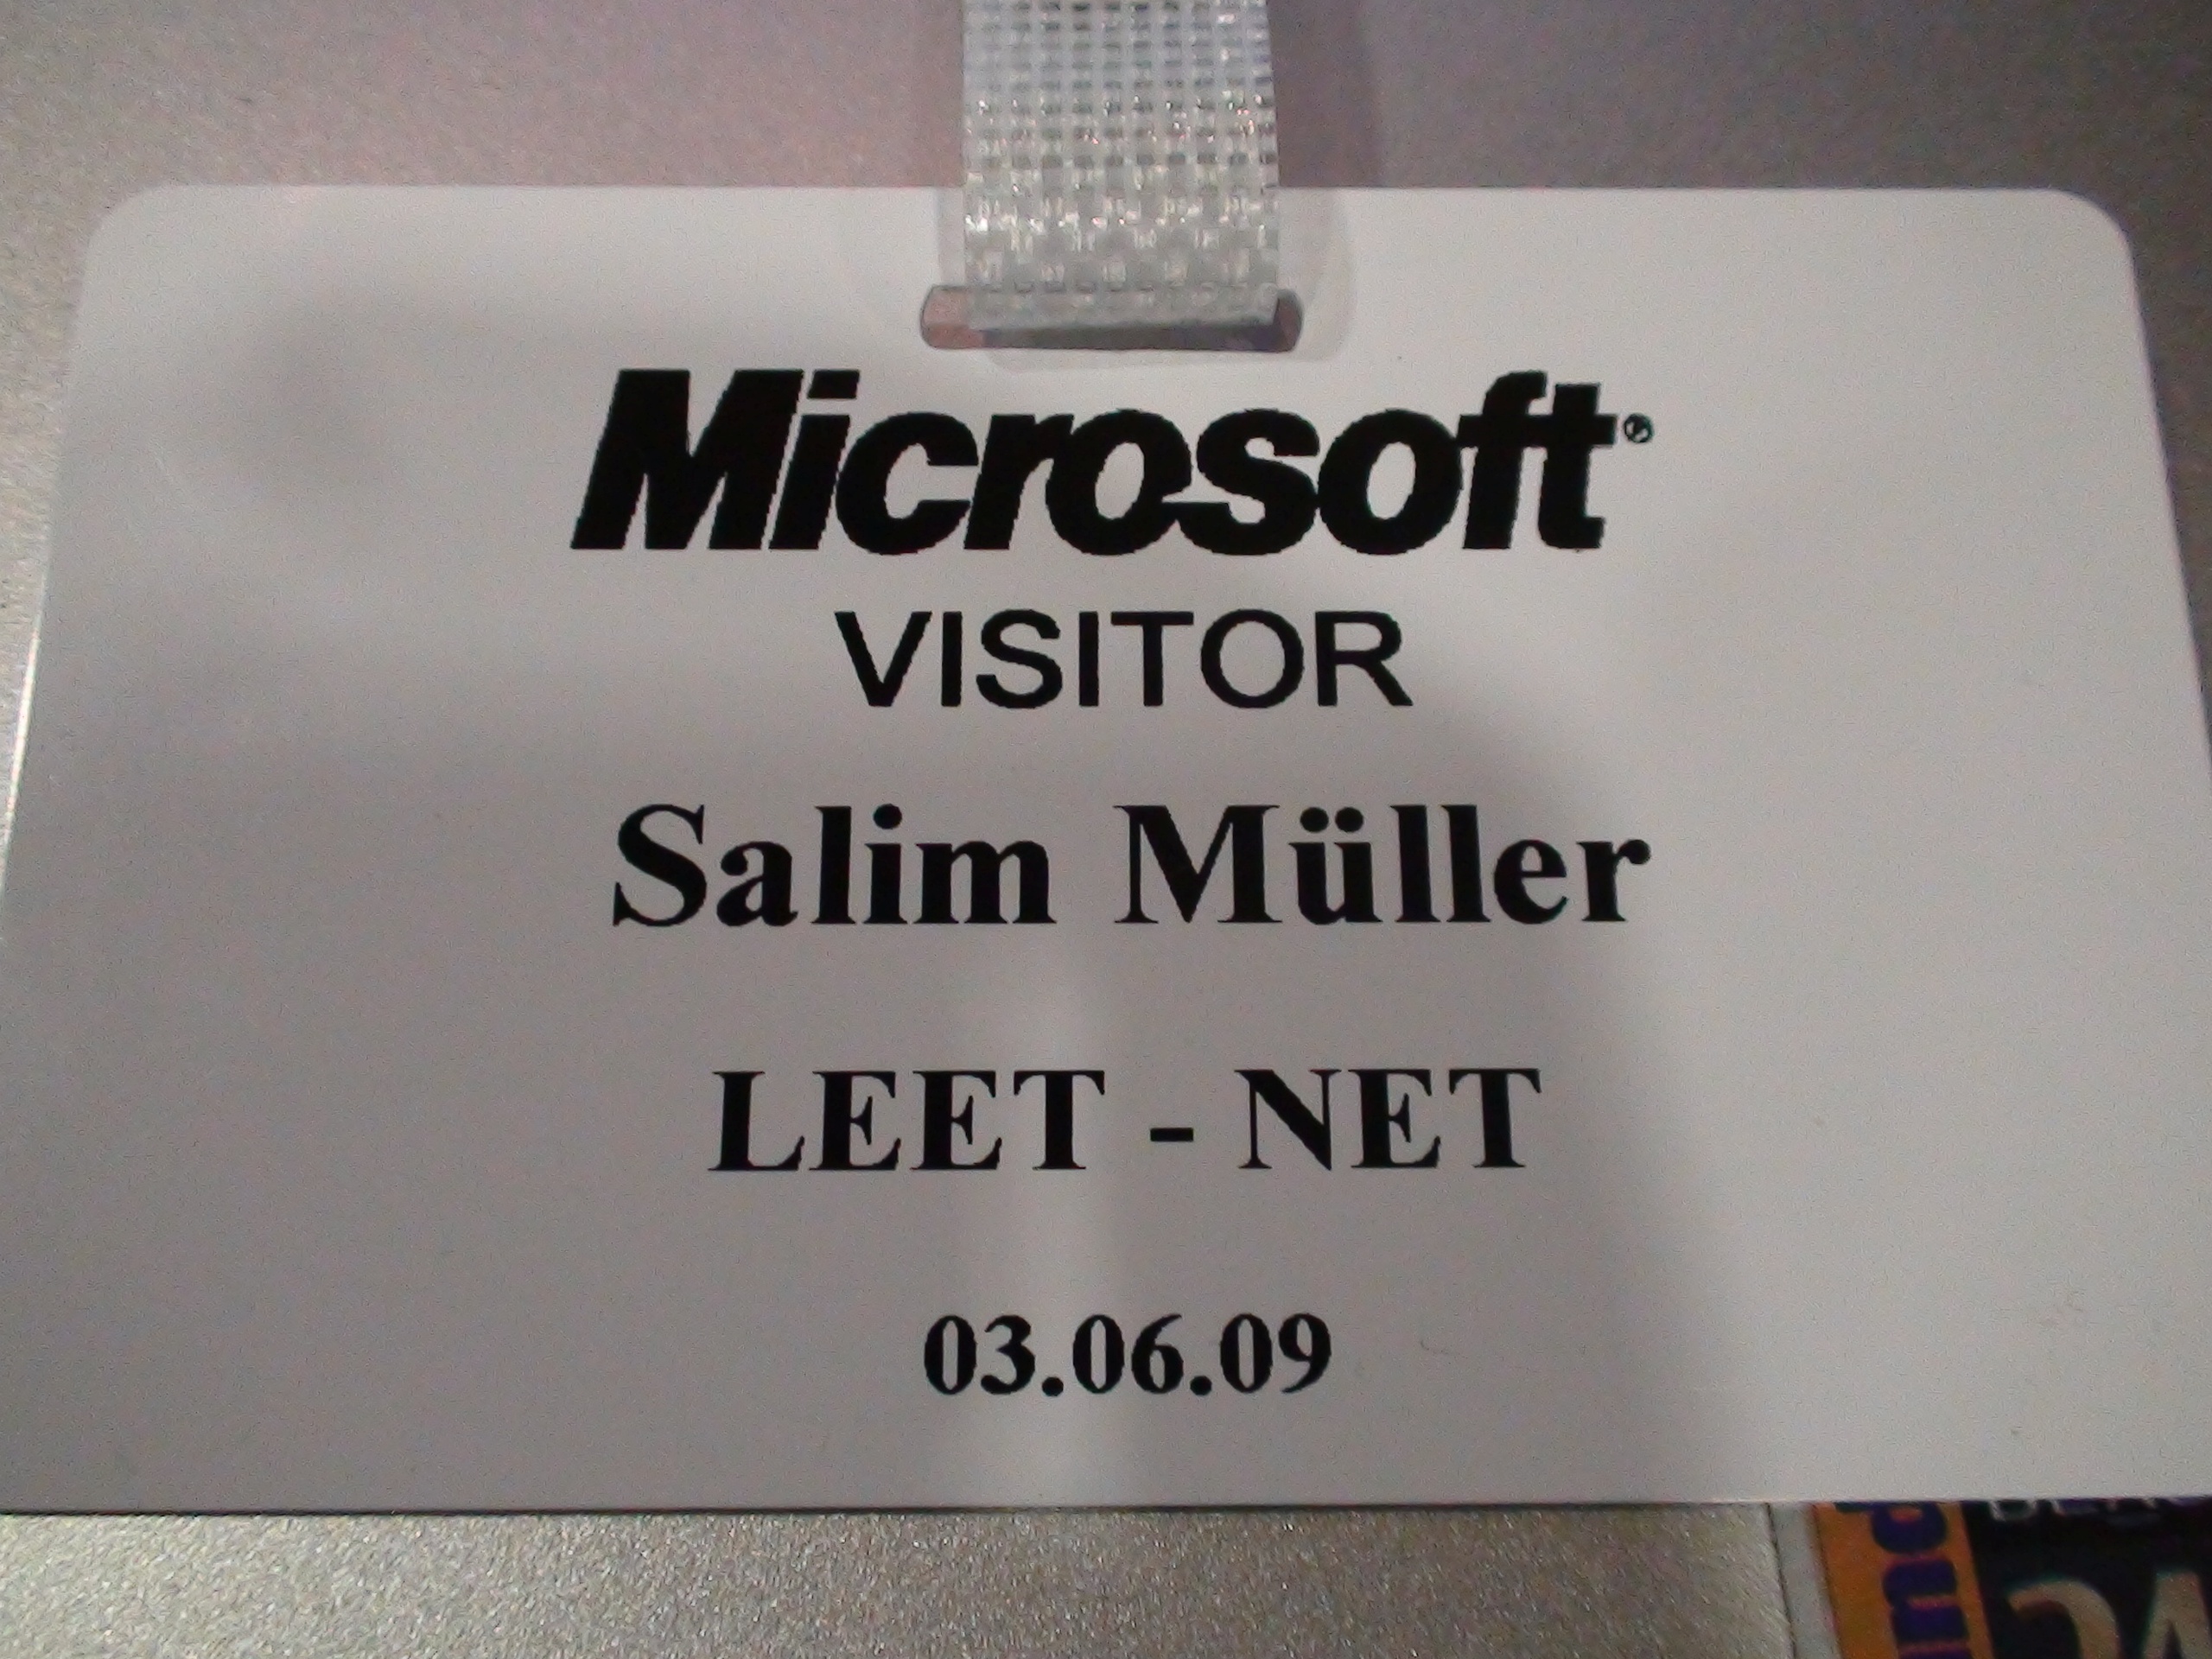 Microsoft®
VISITOR
Salim Müller
LEET - NET
03.06.09